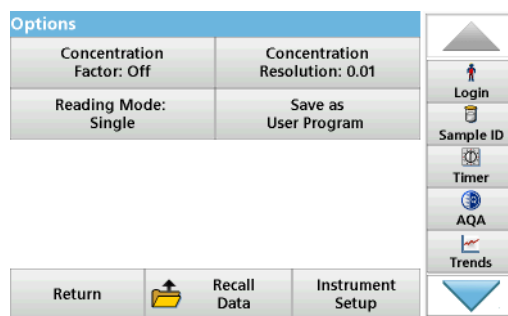 Options
Concentration
Factor: Off
Concentration
Resolution: 0.01
Reading Mode:
Single
Save as
User Program
Login
Sample ID
Timer
AQA
Trends
Return
Recall
Data
Instrument
Setup